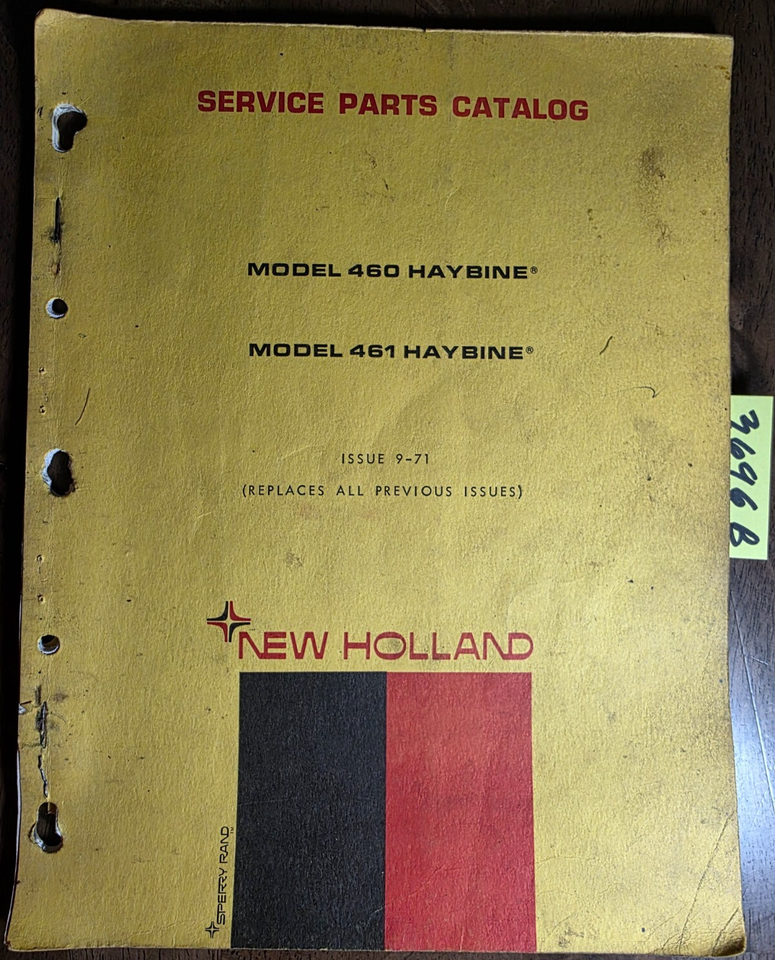 SERVICE PARTS CATALOG
MODEL 460 HAYBINE®
MODEL 461 HAYBINE®
ISSUE 9-71
(REPLACES ALL PREVIOUS ISSUES)
NEW HOLLAND
SPERRY RAND™
3696 B